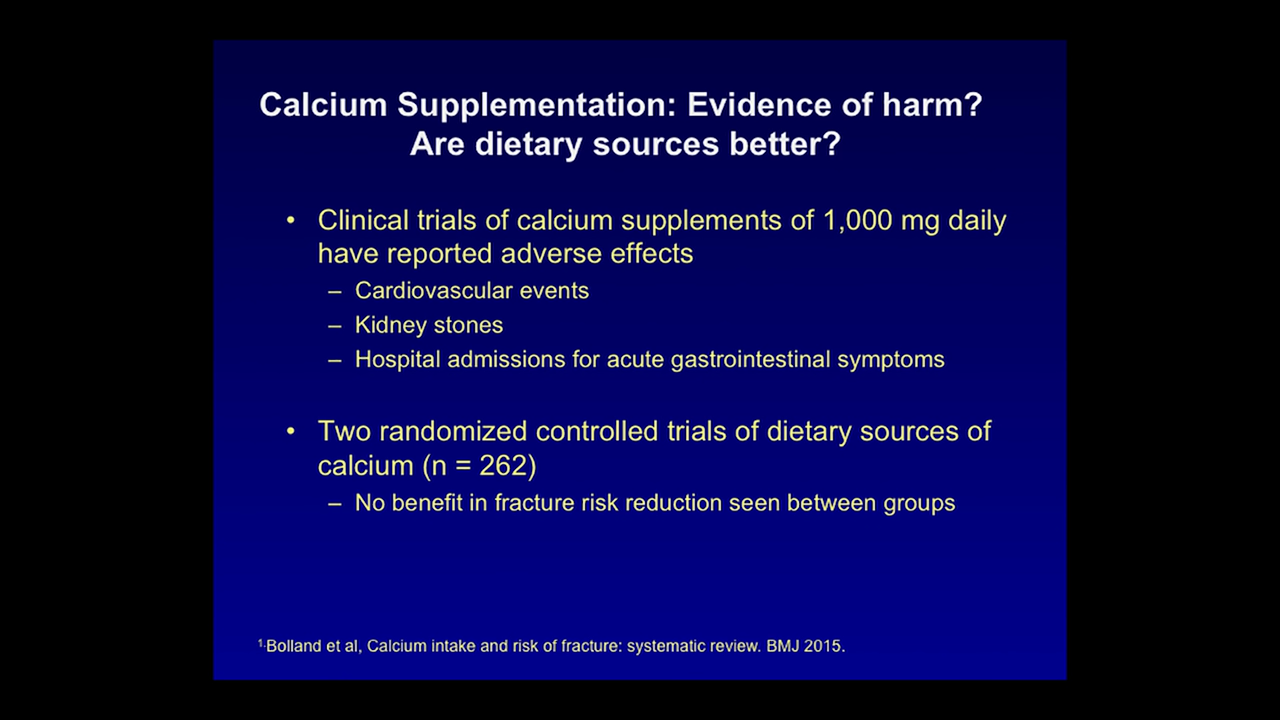 Calcium Supplementation: Evidence of harm?
Are dietary sources better?
• Clinical trials of calcium supplements of 1,000 mg daily
have reported adverse effects
– Cardiovascular events
– Kidney stones
– Hospital admissions for acute gastrointestinal symptoms
• Two randomized controlled trials of dietary sources of
calcium (n = 262)
– No benefit in fracture risk reduction seen between groups
1.Bolland et al, Calcium intake and risk of fracture: systematic review. BMJ 2015.